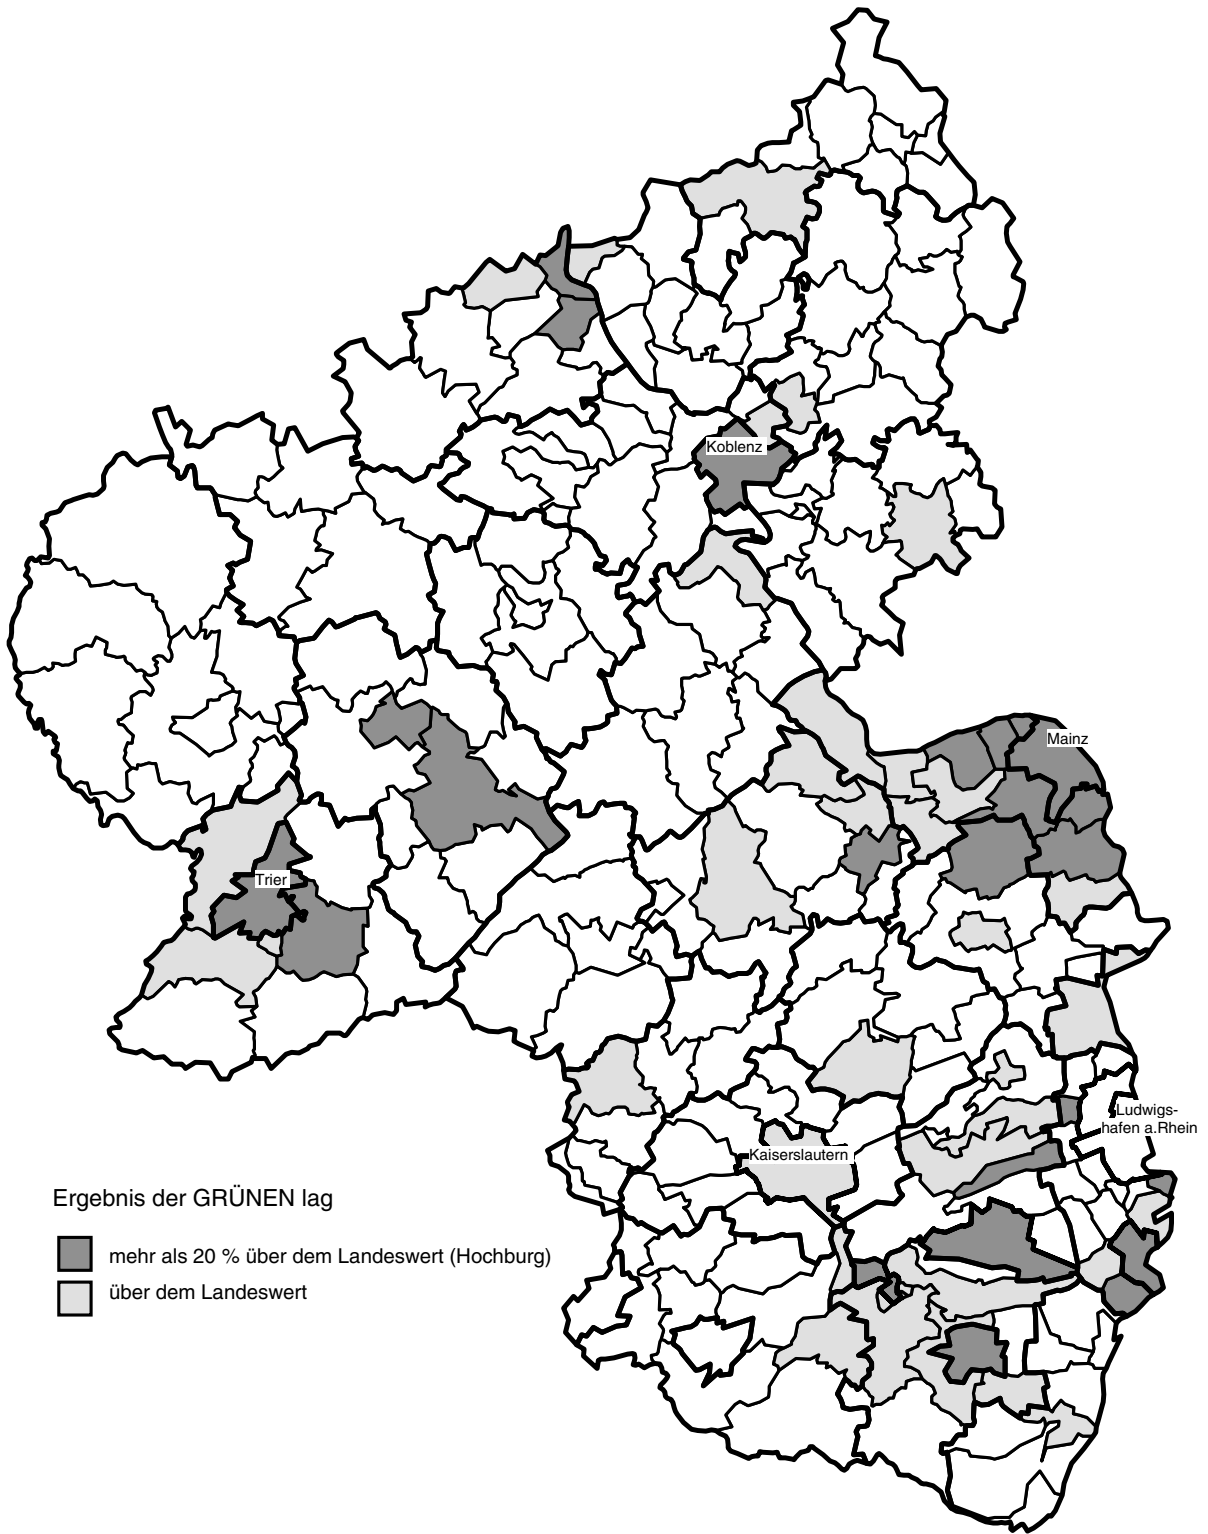 Koblenz
Mainz
Trier
Ludwigs-
hafen a.Rhein
Kaiserslautern
Ergebnis der GRÜNEN lag
mehr als 20 % über dem Landeswert (Hochburg)
über dem Landeswert